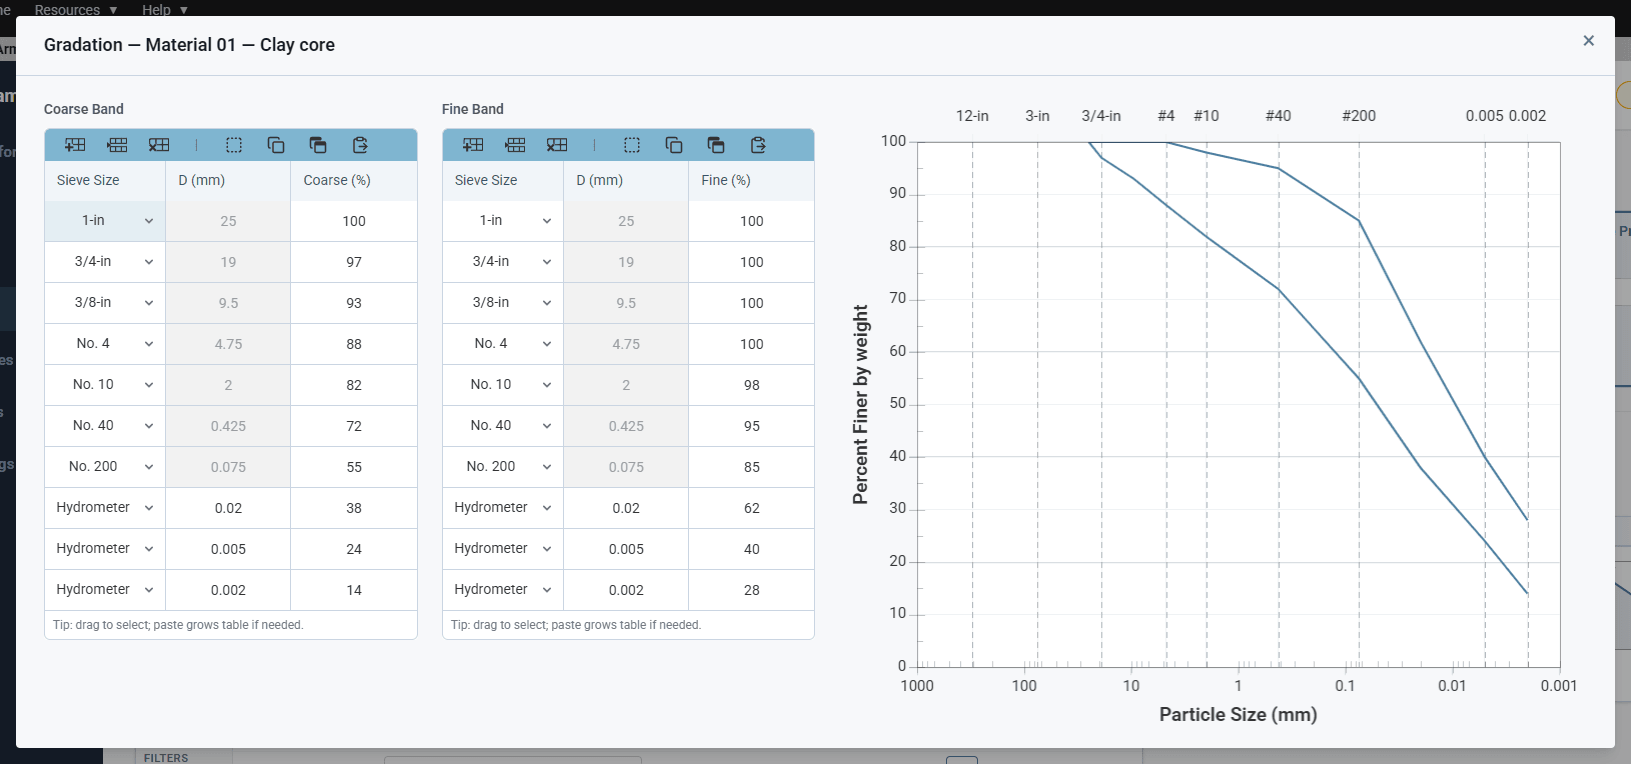 Resources ▼ Help ▼
Gradation — Material 01 — Clay core
×
Coarse Band
Sieve Size D (mm) Coarse (%)
1-in 25 100
3/4-in 19 97
3/8-in 9.5 93
No. 4 4.75 88
No. 10 2 82
No. 40 0.425 72
No. 200 0.075 55
Hydrometer 0.02 38
Hydrometer 0.005 24
Hydrometer 0.002 14
Tip: drag to select; paste grows table if needed.
Fine Band
Sieve Size D (mm) Fine (%)
1-in 25 100
3/4-in 19 100
3/8-in 9.5 100
No. 4 4.75 100
No. 10 2 98
No. 40 0.425 95
No. 200 0.075 85
Hydrometer 0.02 62
Hydrometer 0.005 40
Hydrometer 0.002 28
Tip: drag to select; paste grows table if needed.
12-in 3-in 3/4-in #4 #10 #40 #200 0.005 0.002
Percent Finer by weight
100
90
80
70
60
50
40
30
20
10
0
1000 100 10 1 0.1 0.01 0.001
Particle Size (mm)
FILTERS